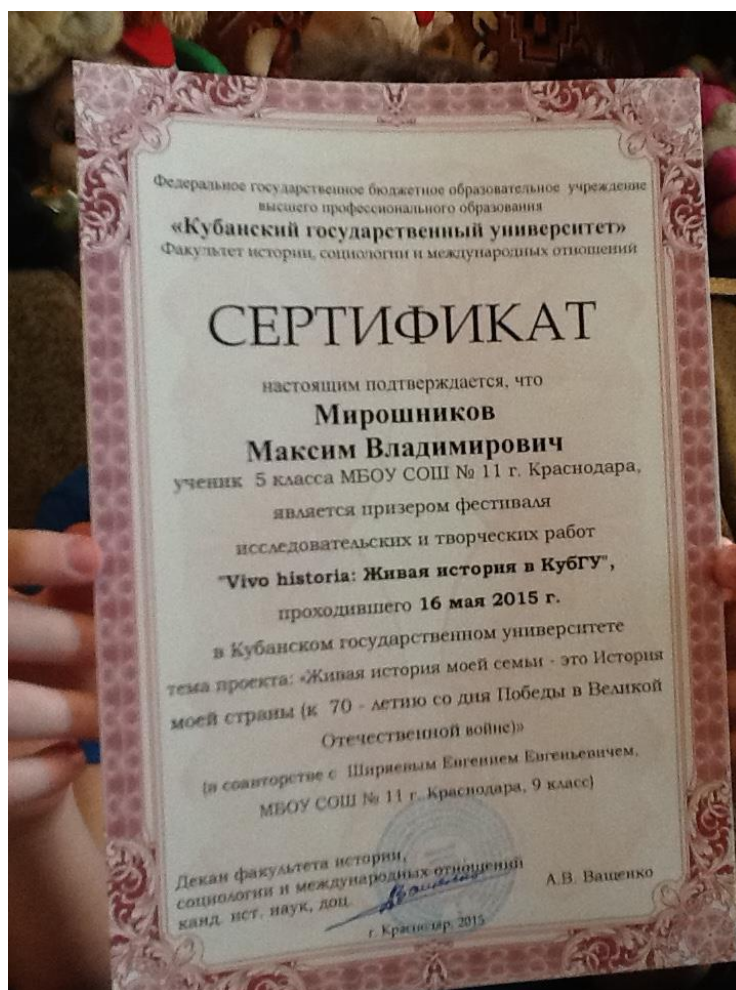 Федеральное государственное бюджетное образовательное учреждение
высшего профессионального образования
«Кубанский государственный университет»
Факультет истории, социологии и международных отношений
СЕРТИФИКАТ
настоящим подтверждается, что
Мирошников
Максим Владимирович
ученик 5 класса МБОУ СОШ № 11 г. Краснодара,
является призером фестиваля
исследовательских и творческих работ
"Vivo historia: Живая история в КубГУ",
проходившего 16 мая 2015 г.
в Кубанском государственном университете
тема проекта: «Живая история моей семьи - это История
моей страны (к 70 - летию со дня Победы в Великой
Отечественной войне)»
(в соавторстве с Ширяевым Евгением Евгеньевичем,
МБОУ СОШ № 11 г. Краснодара, 9 класс)
Декан факультета истории,
социологии и международных отношений
канд. ист. наук, доц.
А.В. Ващенко
г. Краснодар, 2015